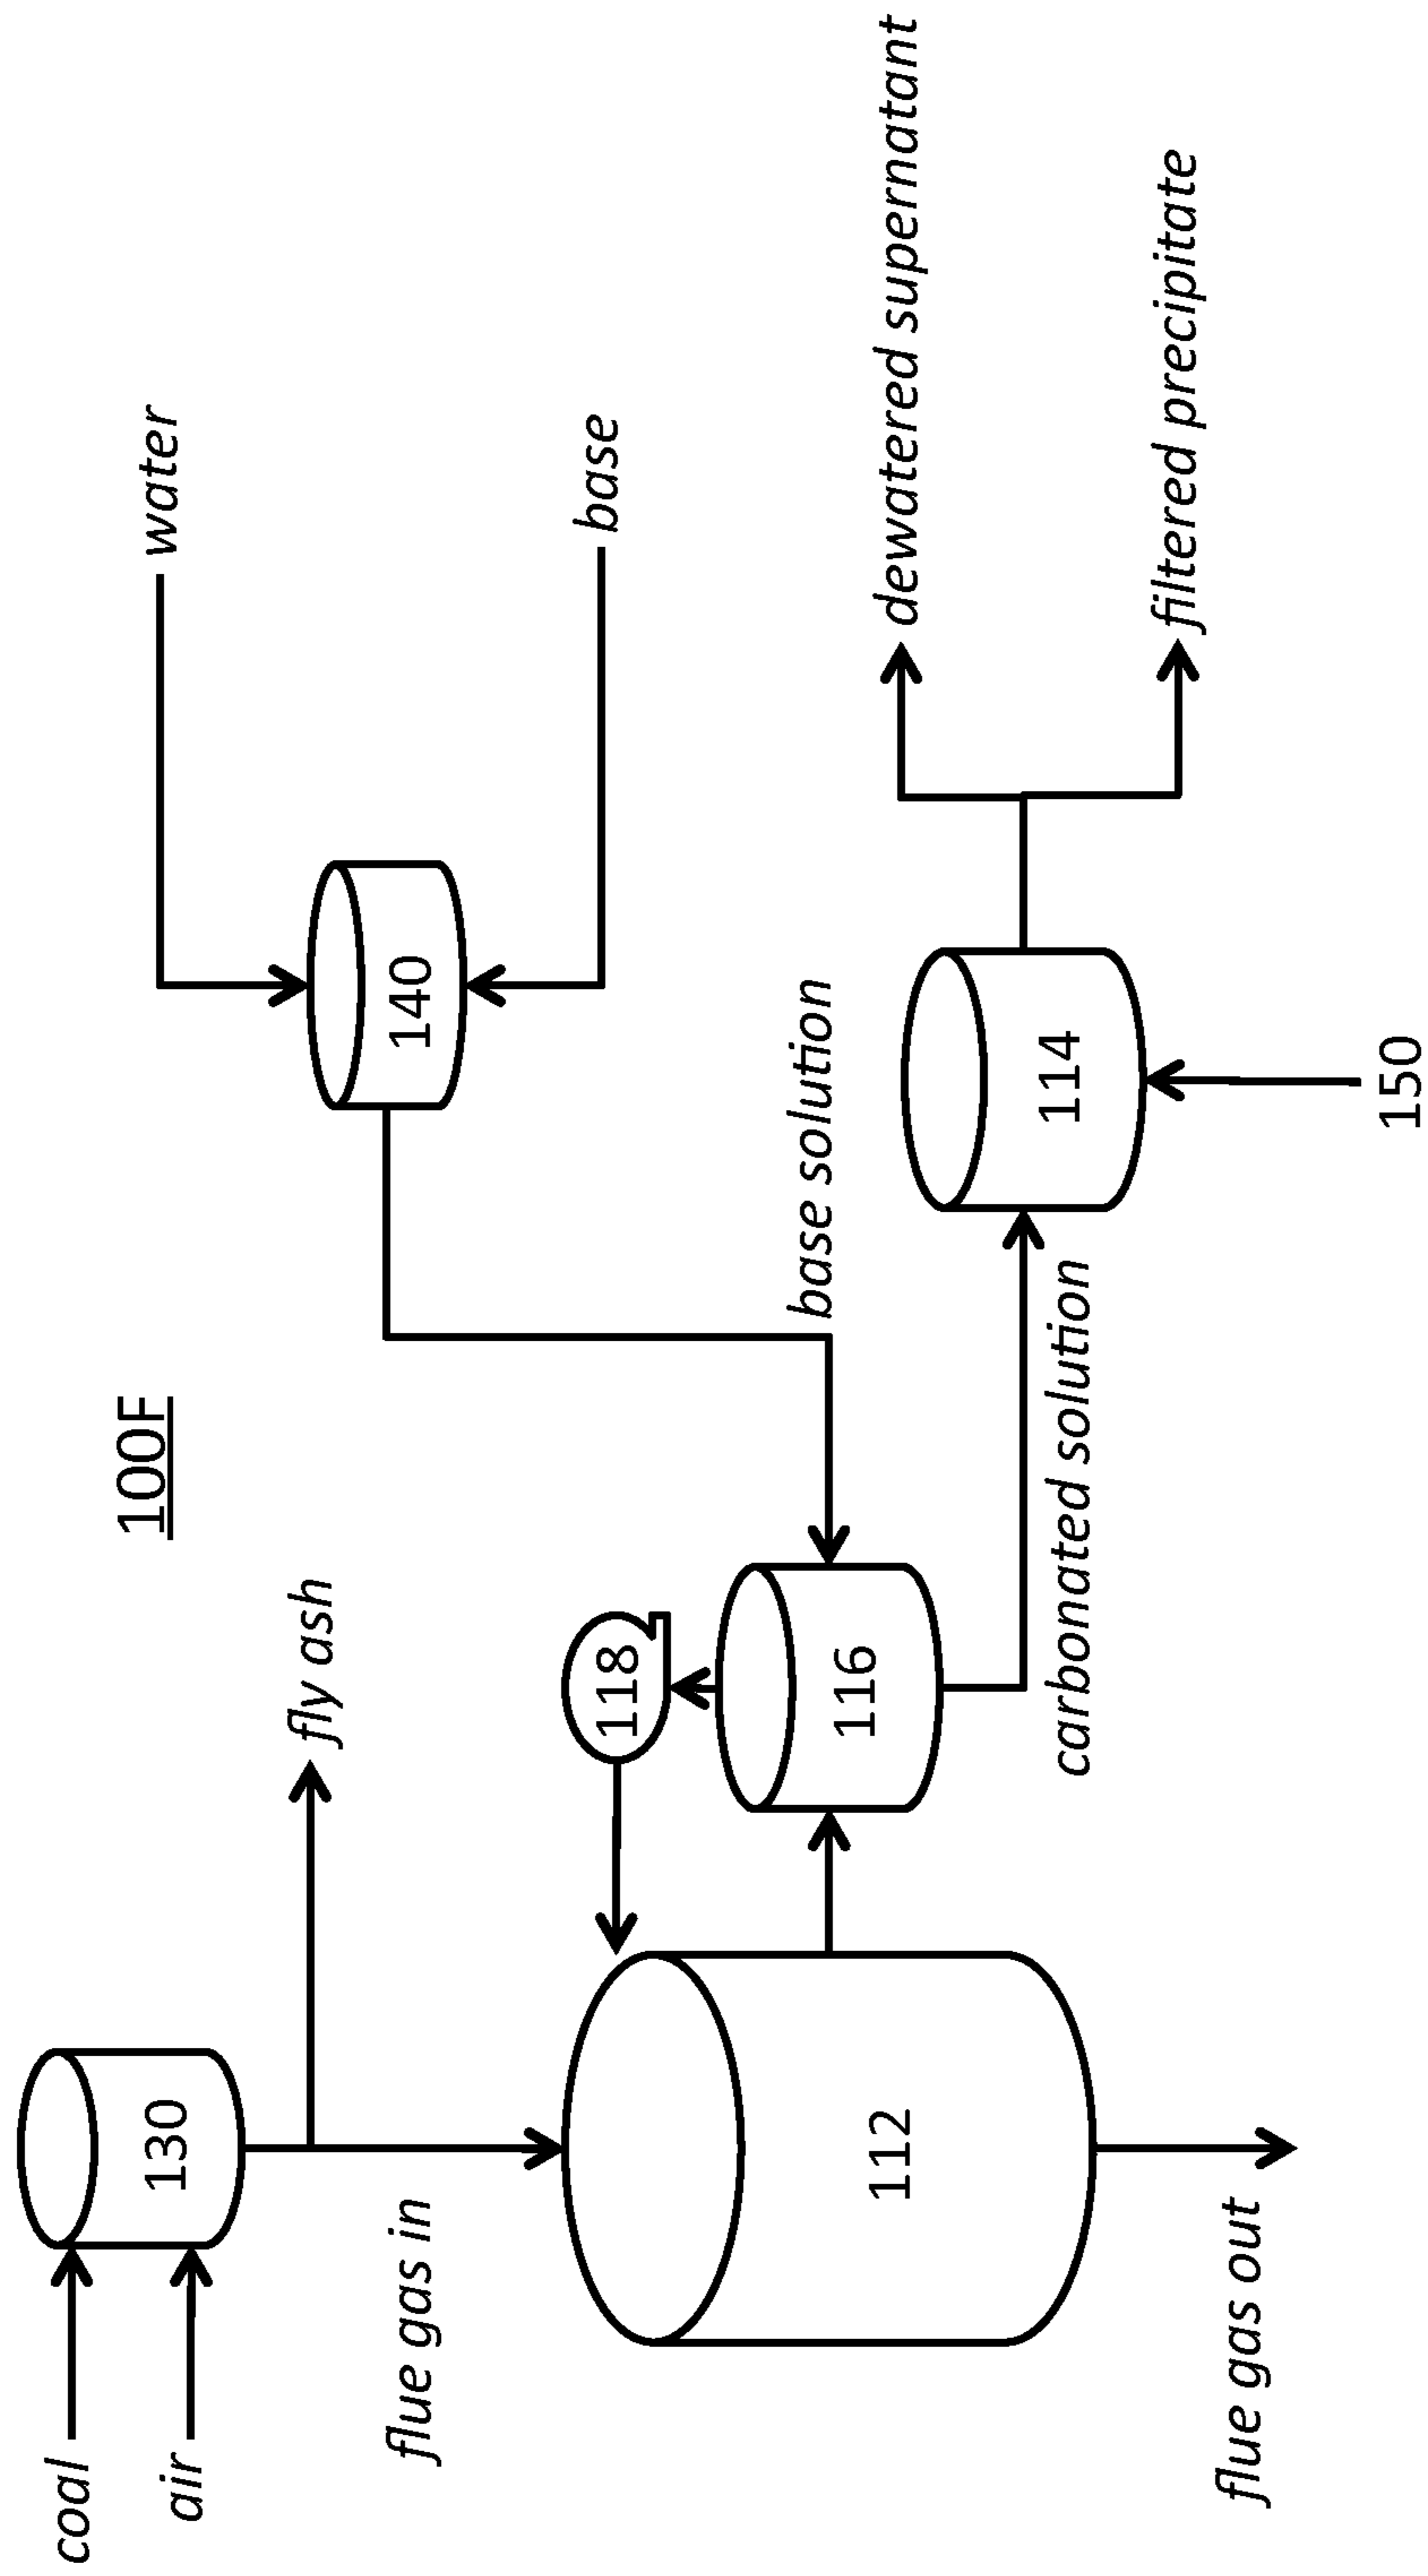 100F
coal
air
130
fly ash
flue gas in
water
base
140
118
base solution
116
112
carbonated solution
114
150
dewatered supernatant
filtered precipitate
flue gas out